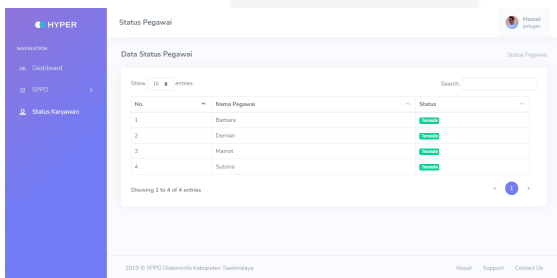 HYPER
Status Pegawai
Mamat
petugas
NAVIGATION
Data Status Pegawai
Status Pegawai
Dashboard
SPPD
Status Karyawan
Show 10 entries
Search:
No. Nama Pegawai Status
1 Barbara Tersedia
2 Demian Tersedia
3 Mamat Tersedia
4 Sutisna Tersedia
Showing 1 to 4 of 4 entries
1
2019 © SPPD Diskominfo Kabupaten Tasikmalaya
About Support Contact Us